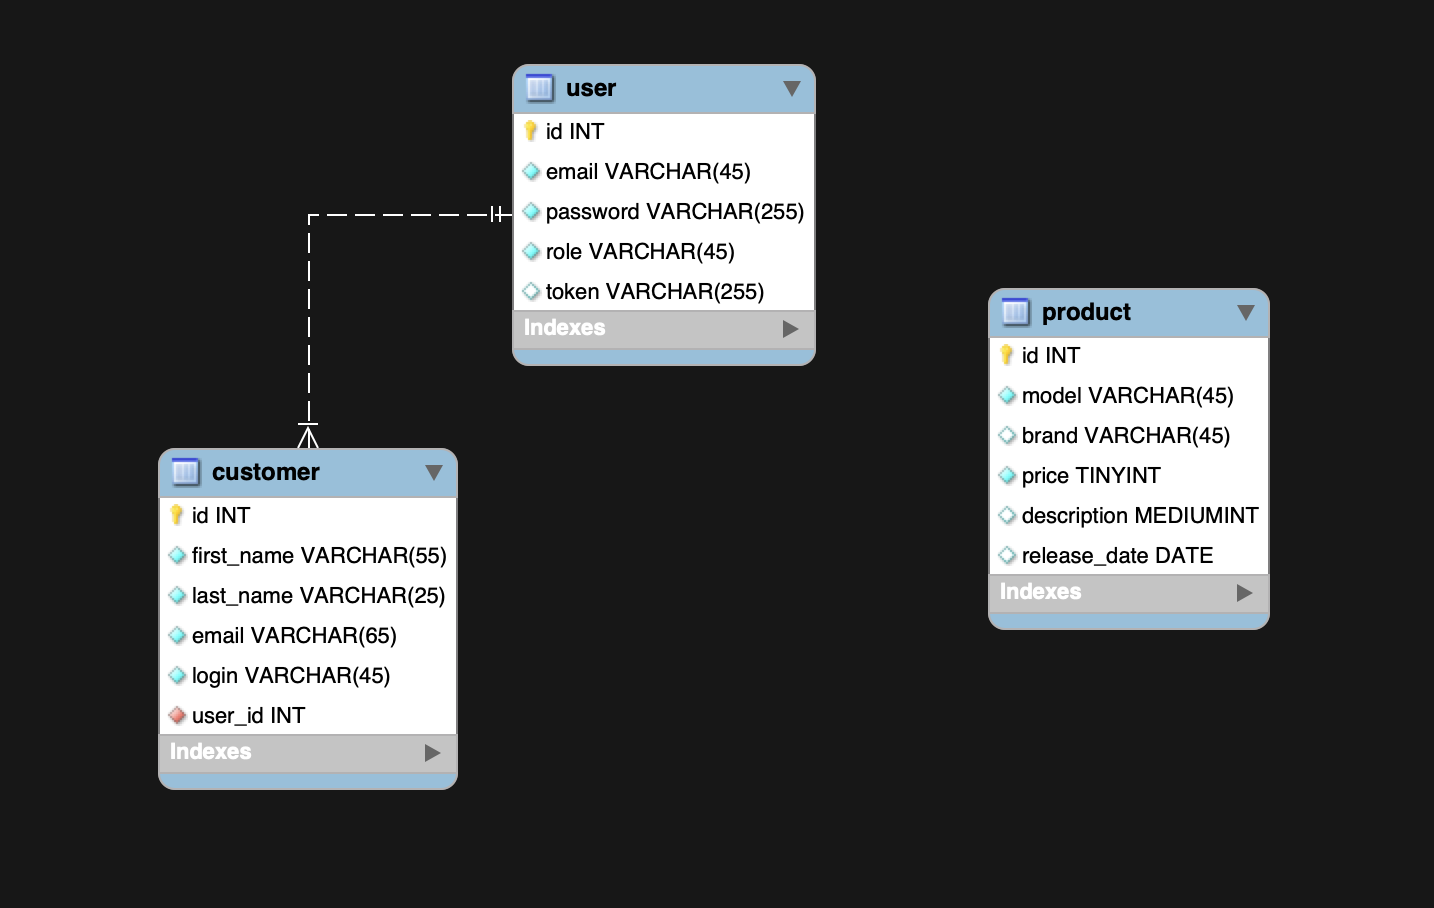 user
id INT
email VARCHAR(45)
password VARCHAR(255)
role VARCHAR(45)
token VARCHAR(255)
Indexes
customer
id INT
first_name VARCHAR(55)
last_name VARCHAR(25)
email VARCHAR(65)
login VARCHAR(45)
user_id INT
Indexes
product
id INT
model VARCHAR(45)
brand VARCHAR(45)
price TINYINT
description MEDIUMINT
release_date DATE
Indexes